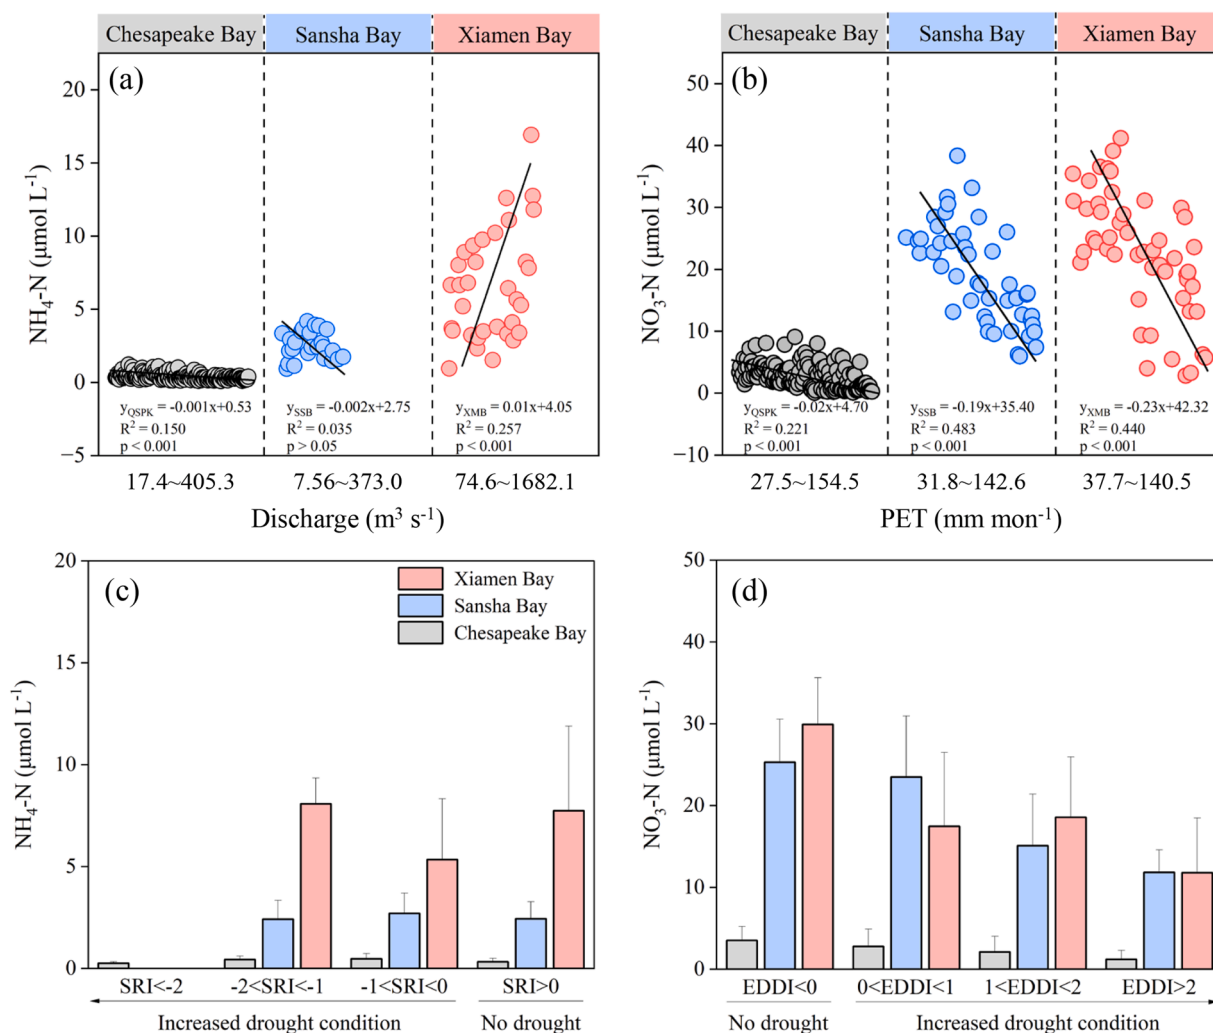 Chesapeake Bay Sansha Bay Xiamen Bay
(a)
NH4-N (μmol L-1)
20
15
10
5
0
−5
yQSPK = -0.001x+0.53
R2 = 0.150
p < 0.001
ySSB = -0.002x+2.75
R2 = 0.035
p > 0.05
yXMB = 0.01x+4.05
R2 = 0.257
p < 0.001
17.4~405.3 7.56~373.0 74.6~1682.1
Discharge (m3 s-1)
Chesapeake Bay Sansha Bay Xiamen Bay
(b)
NO3-N (μmol L-1)
50
40
30
20
10
0
−10
yQSPK = -0.02x+4.70
R2 = 0.221
p < 0.001
ySSB = -0.19x+35.40
R2 = 0.483
p < 0.001
yXMB = -0.23x+42.32
R2 = 0.440
p < 0.001
27.5~154.5 31.8~142.6 37.7~140.5
PET (mm mon-1)
(c)
NH4-N (μmol L-1)
20
15
10
5
0
Xiamen Bay
Sansha Bay
Chesapeake Bay
SRI<-2 -2<SRI<-1 -1<SRI<0 SRI>0
Increased drought condition No drought
(d)
NO3-N (μmol L-1)
50
40
30
20
10
0
EDDI<0 0<EDDI<1 1<EDDI<2 EDDI>2
No drought Increased drought condition